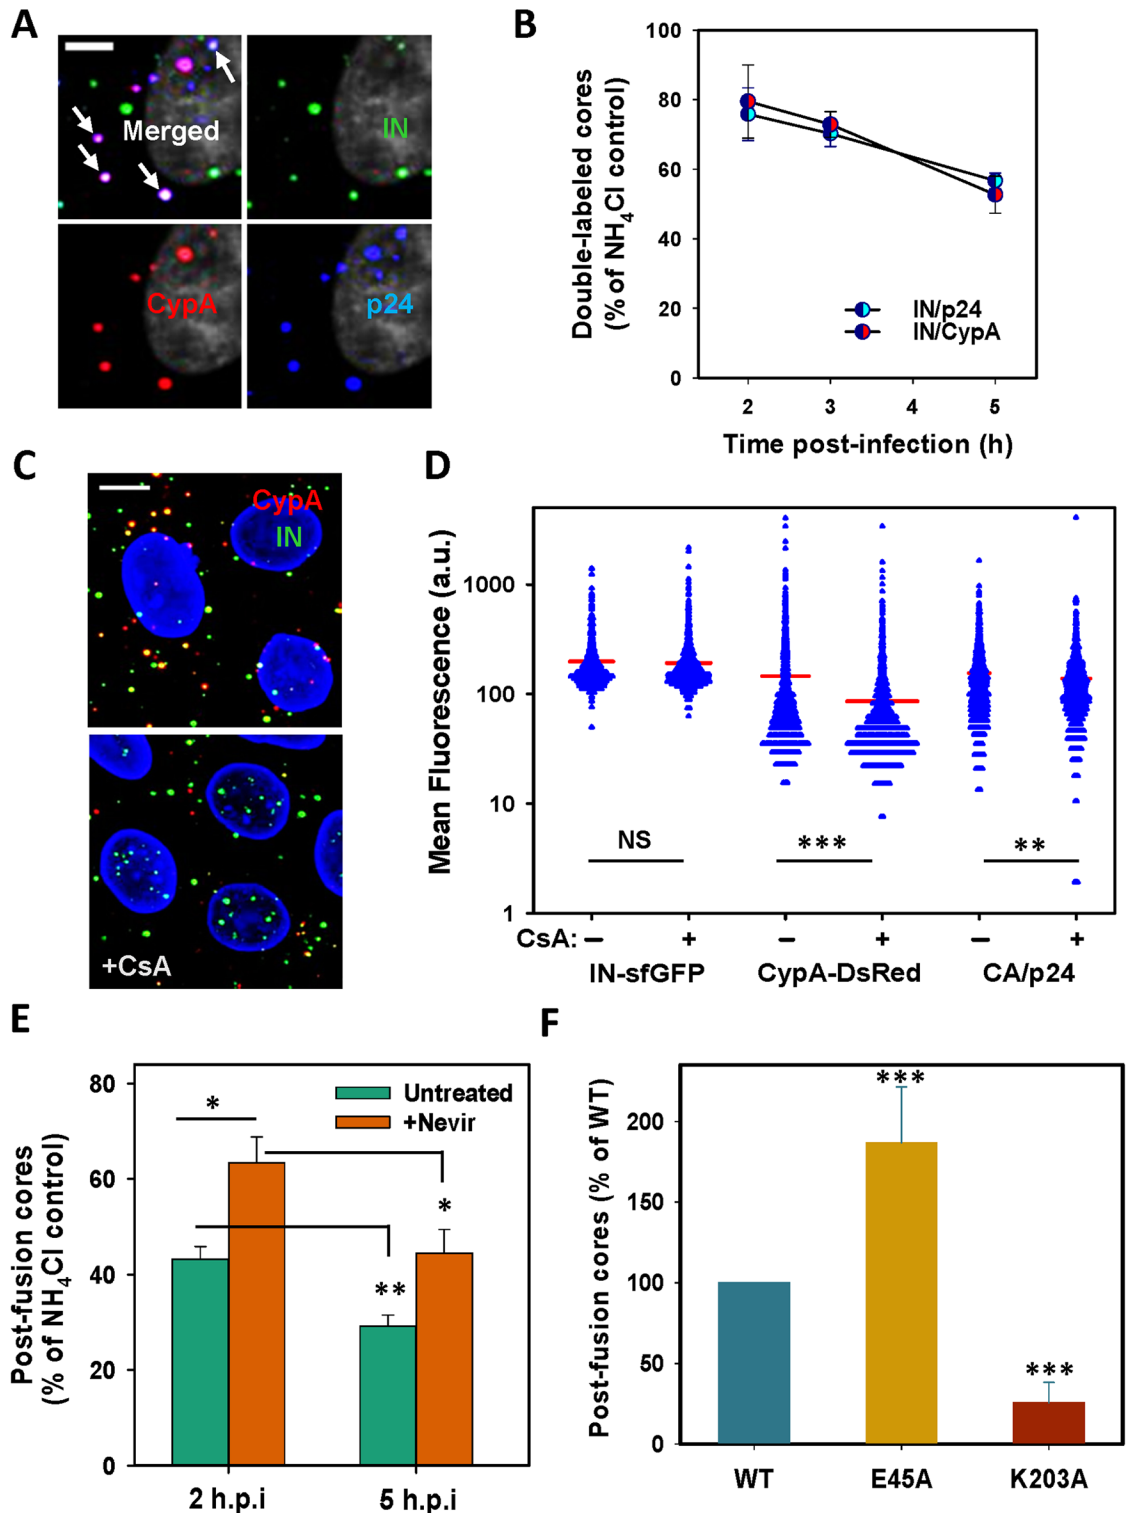 A
Merged
IN
CypA
p24
B
Double-labeled cores
(% of NH4Cl control)
100
80
60
40
20
0
IN/p24
IN/CypA
2
3
4
5
Time post-infection (h)
C
CypA
IN
+CsA
D
Mean Fluorescence (a.u.)
1000
100
10
1
NS
***
**
CsA: – + – + – +
IN-sfGFP CypA-DsRed CA/p24
E
Post-fusion cores
(% of NH4Cl control)
80
60
40
20
0
Untreated
+Nevir
*
*
**
2 h.p.i 5 h.p.i
F
Post-fusion cores (% of WT)
200
150
100
50
0
***
***
WT E45A K203A